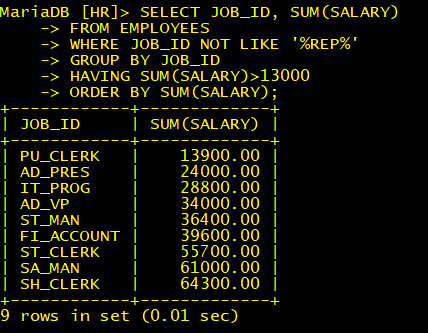 MariaDB [HR]> SELECT JOB_ID, SUM(SALARY)
    -> FROM EMPLOYEES
    -> WHERE JOB_ID NOT LIKE '%REP%'
    -> GROUP BY JOB_ID
    -> HAVING SUM(SALARY)>13000
    -> ORDER BY SUM(SALARY);
+------------+-------------+
| JOB_ID     | SUM(SALARY) |
+------------+-------------+
| PU_CLERK   |    13900.00 |
| AD_PRES    |    24000.00 |
| IT_PROG    |    28800.00 |
| AD_VP      |    34000.00 |
| ST_MAN     |    36400.00 |
| FI_ACCOUNT |    39600.00 |
| ST_CLERK   |    55700.00 |
| SA_MAN     |    61000.00 |
| SH_CLERK   |    64300.00 |
+------------+-------------+
9 rows in set (0.01 sec)